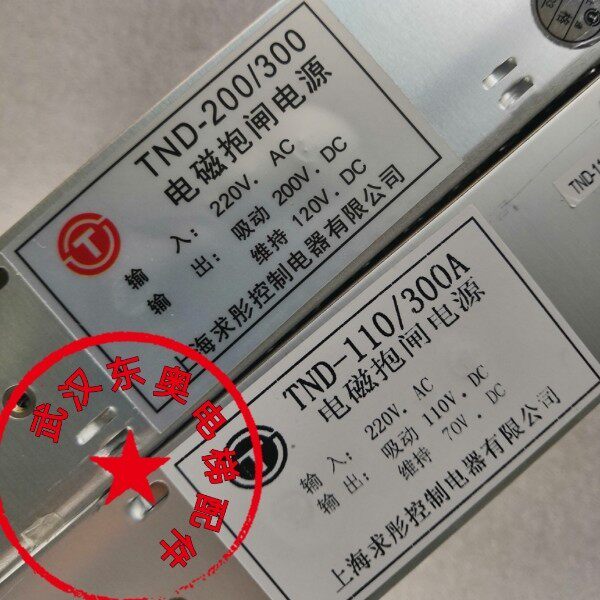 TND-200/300
电磁抱闸电源
输入: 220V. AC
输出: 吸动 200V. DC
维持 120V. DC
上海求彤控制电器有限公司
TND-110/300A
电磁抱闸电源
输入: 220V. AC
输出: 吸动 110V. DC
维持 70V. DC
上海求彤控制电器有限公司
武汉东奥电梯配件
TND-11